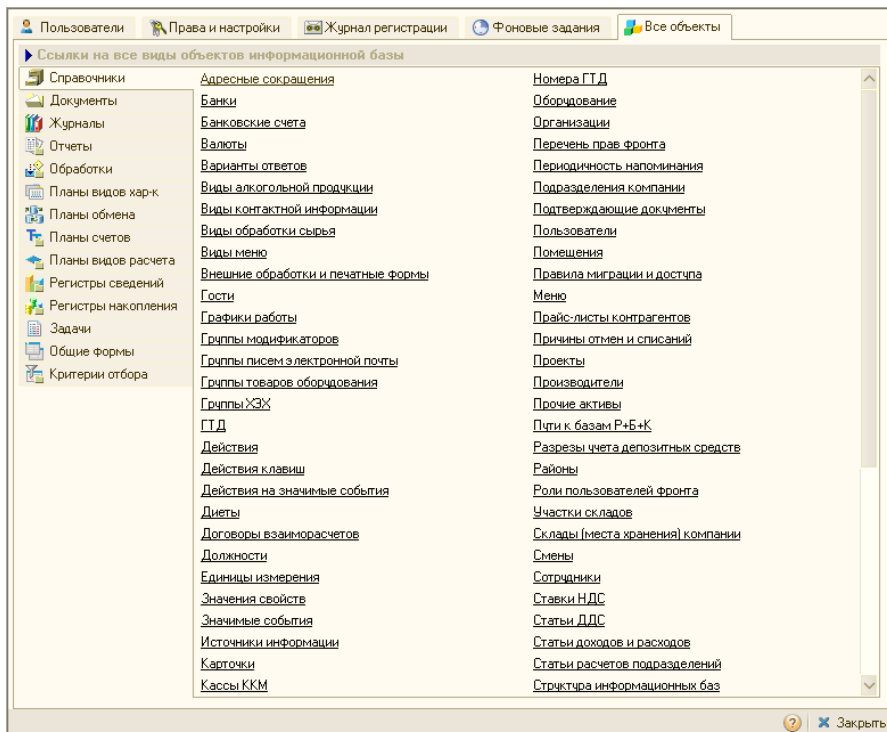 Пользователи
Права и настройки
Журнал регистрации
Фоновые задания
Все объекты
Ссылки на все виды объектов информационной базы
Справочники
Документы
Журналы
Отчеты
Обработки
Планы видов хар-к
Планы обмена
Планы счетов
Планы видов расчета
Регистры сведений
Регистры накопления
Задачи
Общие формы
Критерии отбора
Адресные сокращения
Банки
Банковские счета
Валюты
Варианты ответов
Виды алкогольной продукции
Виды контактной информации
Виды обработки сырья
Виды меню
Внешние обработки и печатные формы
Гости
Графики работы
Группы модификаторов
Группы писем электронной почты
Группы товаров оборудования
Группы ХЭХ
ГТД
Действия
Действия клавиш
Действия на значимые события
Диеты
Договоры взаиморасчетов
Должности
Единицы измерения
Значения свойств
Значимые события
Источники информации
Карточки
Кассы ККМ
Номера ГТД
Оборудование
Организации
Перечень прав фронта
Периодичность напоминания
Подразделения компании
Подтверждающие документы
Пользователи
Помещения
Правила миграции и доступа
Меню
Прайс-листы контрагентов
Причины отмен и списаний
Проекты
Производители
Прочие активы
Пути к базам Р+Б+К
Разрезы учета депозитных средств
Районы
Роли пользователей фронта
Участки складов
Склады (места хранения) компании
Смены
Сотрудники
Ставки НДС
Статьи ДДС
Статьи доходов и расходов
Статьи расчетов подразделений
Структура информационных баз
Закрыть